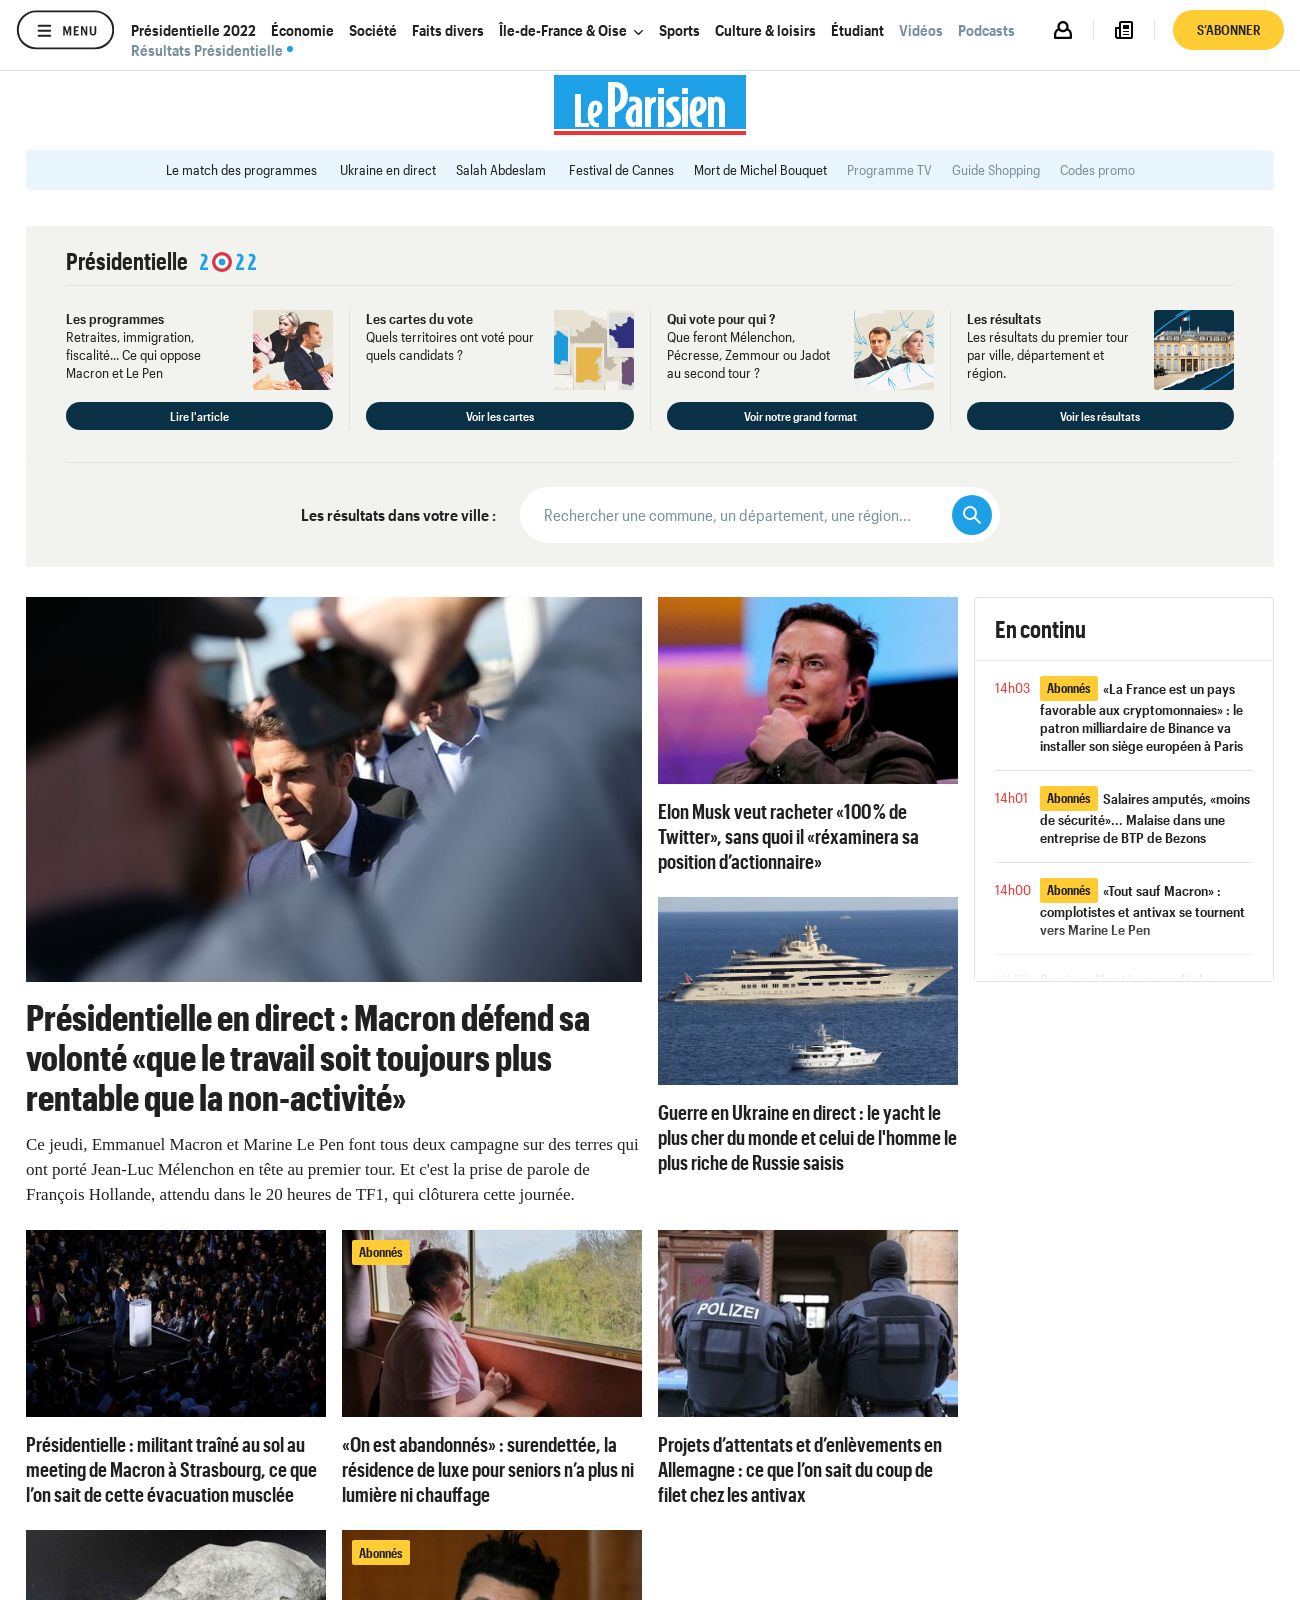 MENU
Présidentielle 2022 Économie Société Faits divers Île-de-France & Oise Sports Culture & loisirs Étudiant Vidéos Podcasts
Résultats Présidentielle
S'ABONNER
Le Parisien
Le match des programmes Ukraine en direct Salah Abdeslam Festival de Cannes Mort de Michel Bouquet Programme TV Guide Shopping Codes promo
Présidentielle 2022
Les programmes
Retraites, immigration,
fiscalité... Ce qui oppose
Macron et Le Pen
Lire l'article
Les cartes du vote
Quels territoires ont voté pour
quels candidats ?
Voir les cartes
Qui vote pour qui ?
Que feront Mélenchon,
Pécresse, Zemmour ou Jadot
au second tour ?
Voir notre grand format
Les résultats
Les résultats du premier tour
par ville, département et
région.
Voir les résultats
Les résultats dans votre ville :
Rechercher une commune, un département, une région...
Présidentielle en direct : Macron défend sa
volonté «que le travail soit toujours plus
rentable que la non-activité»
Ce jeudi, Emmanuel Macron et Marine Le Pen font tous deux campagne sur des terres qui
ont porté Jean-Luc Mélenchon en tête au premier tour. Et c'est la prise de parole de
François Hollande, attendu dans le 20 heures de TF1, qui clôturera cette journée.
Elon Musk veut racheter «100 % de
Twitter», sans quoi il «réxaminera sa
position d'actionnaire»
Guerre en Ukraine en direct : le yacht le
plus cher du monde et celui de l'homme le
plus riche de Russie saisis
En continu
14h03 Abonnés «La France est un pays
favorable aux cryptomonnaies» : le
patron milliardaire de Binance va
installer son siège européen à Paris
14h01 Abonnés Salaires amputés, «moins
de sécurité»... Malaise dans une
entreprise de BTP de Bezons
14h00 Abonnés «Tout sauf Macron» :
complotistes et antivax se tournent
vers Marine Le Pen
Présidentielle : militant traîné au sol au
meeting de Macron à Strasbourg, ce que
l'on sait de cette évacuation musclée
Abonnés
«On est abandonnés» : surendettée, la
résidence de luxe pour seniors n'a plus ni
lumière ni chauffage
POLIZEI
Projets d'attentats et d'enlèvements en
Allemagne : ce que l'on sait du coup de
filet chez les antivax
Abonnés